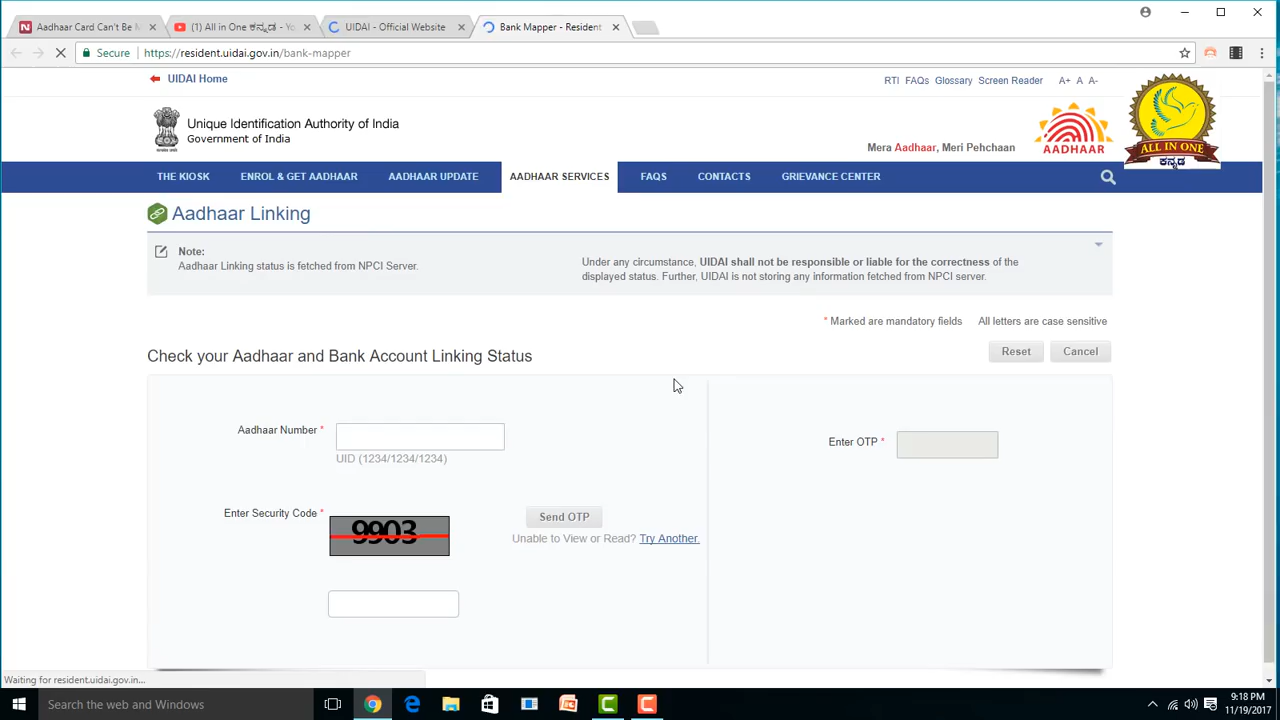 Aadhaar Card Can't Be M
(1) All in One ಕನ್ನಡ - Yo
UIDAI - Official Website
Bank Mapper - Resident
Secure
https://resident.uidai.gov.in/bank-mapper
UIDAI Home
RTI FAQs Glossary Screen Reader A+ A A-
Unique Identification Authority of India
Government of India
Mera Aadhaar, Meri Pehchaan
AADHAAR
ALL IN ONE
ಕನ್ನಡ
THE KIOSK ENROL & GET AADHAAR AADHAAR UPDATE AADHAAR SERVICES FAQS CONTACTS GRIEVANCE CENTER
Aadhaar Linking
Note:
Aadhaar Linking status is fetched from NPCI Server.
Under any circumstance, UIDAI shall not be responsible or liable for the correctness of the
displayed status. Further, UIDAI is not storing any information fetched from NPCI server.
* Marked are mandatory fields All letters are case sensitive
Check your Aadhaar and Bank Account Linking Status
Reset Cancel
Aadhaar Number *
UID (1234/1234/1234)
Enter OTP *
Enter Security Code *
9903
Send OTP
Unable to View or Read? Try Another.
Waiting for resident.uidai.gov.in...
Search the web and Windows
9:18 PM
11/19/2017